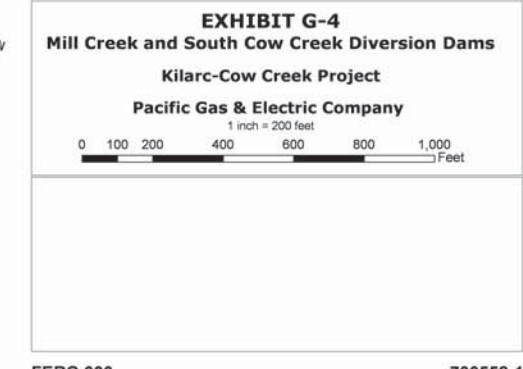 EXHIBIT G-4
Mill Creek and South Cow Creek Diversion Dams
Kilarc-Cow Creek Project
Pacific Gas & Electric Company
1 inch = 200 feet
0 100 200 400 600 800 1,000
Feet